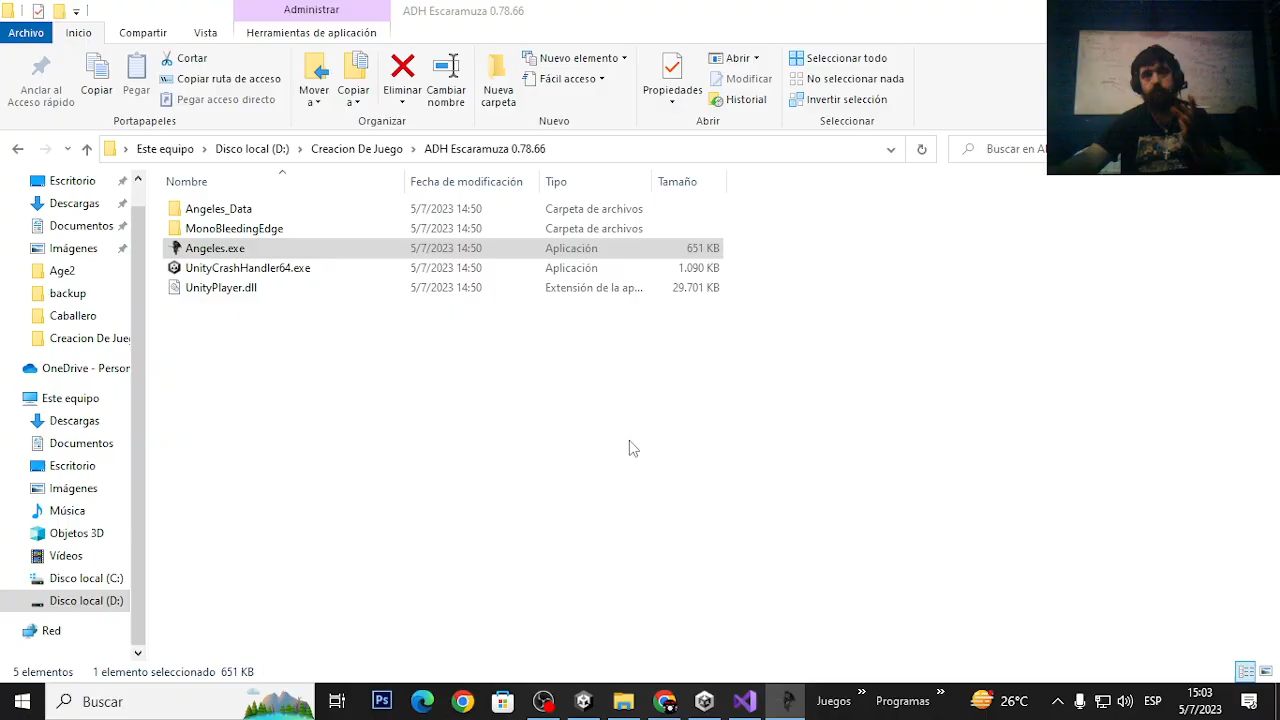 Administrar
ADH Escaramuza 0.78.66
Archivo
Inicio
Compartir
Vista
Herramientas de aplicación
Anclar al
Acceso rápido
Copiar
Pegar
Cortar
Copiar ruta de acceso
Pegar acceso directo
Portapapeles
Mover
a
Copiar
a
Eliminar
Cambiar
nombre
Organizar
Nueva
carpeta
Nuevo elemento
Fácil acceso
Nuevo
Propiedades
Abrir
Modificar
Historial
Abrir
Seleccionar todo
No seleccionar nada
Invertir selección
Seleccionar
Este equipo
Disco local (D:)
Creacion De Juego
ADH Escaramuza 0.78.66
Buscar en
Nombre
Fecha de modificación
Tipo
Tamaño
Angeles_Data 5/7/2023 14:50 Carpeta de archivos
MonoBleedingEdge 5/7/2023 14:50 Carpeta de archivos
Angeles.exe 5/7/2023 14:50 Aplicación 651 KB
UnityCrashHandler64.exe 5/7/2023 14:50 Aplicación 1.090 KB
UnityPlayer.dll 5/7/2023 14:50 Extensión de la ap... 29.701 KB
Escritorio
Descargas
Documentos
Imágenes
Age2
backup
Caballero
Creacion De Jue
OneDrive - Person
Este equipo
Descargas
Documentos
Escritorio
Imágenes
Música
Objetos 3D
Vídeos
Disco local (C:)
Disco local (D:)
Red
5 elementos
1 elemento seleccionado 651 KB
Buscar
Ps
Juegos
Programas
26°C
ESP
15:03
5/7/2023